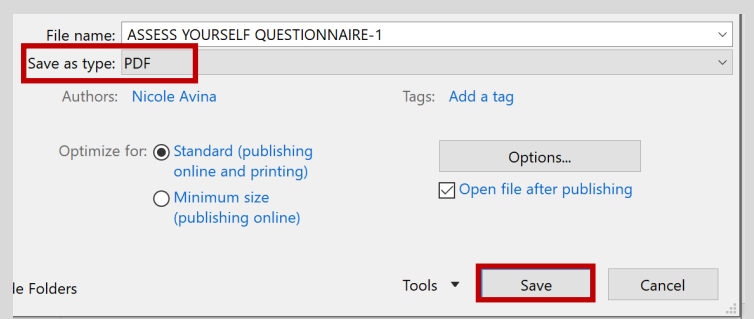 File name: ASSESS YOURSELF QUESTIONNAIRE-1
Save as type: PDF
Authors: Nicole Avina Tags: Add a tag
Optimize for: Standard (publishing
online and printing)
Minimum size
(publishing online)
Options...
Open file after publishing
Folders Tools Save Cancel